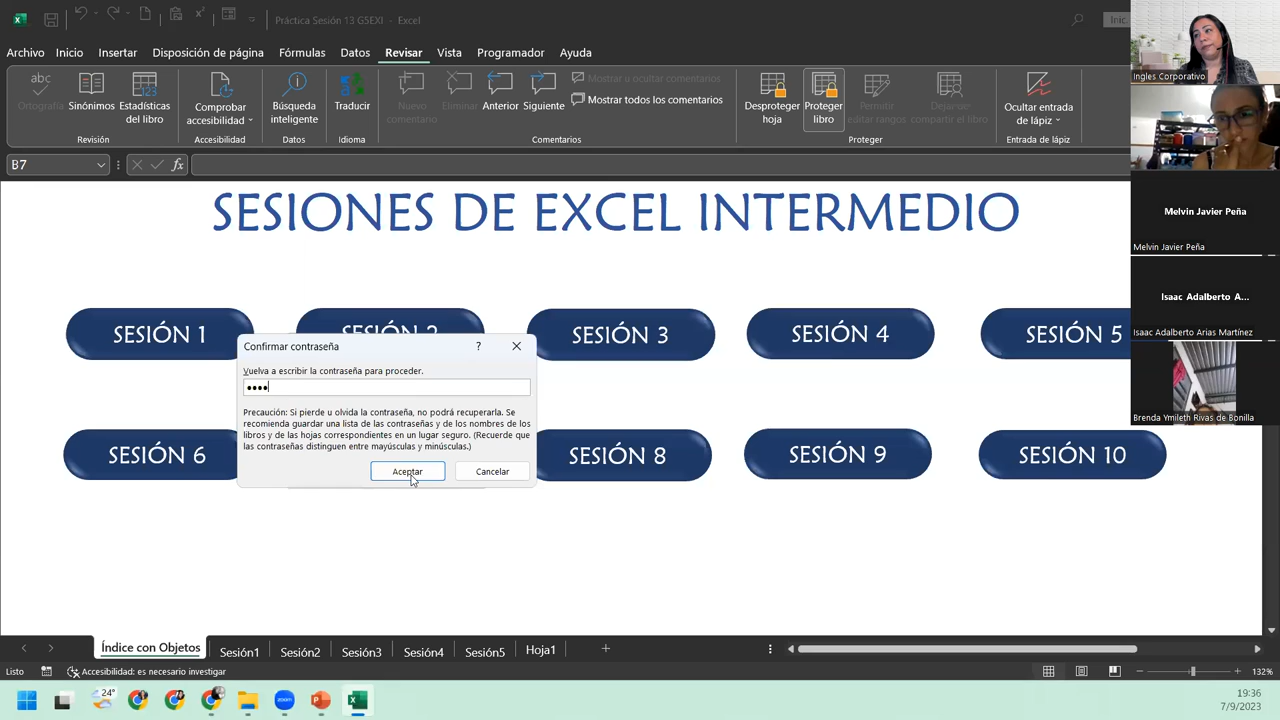 Práctica Sesión 13 GSEXI - Excel
Inic
Archivo Inicio Insertar Disposición de página Fórmulas Datos Revisar Vista Programador Ayuda
abc
Ortografía
Sinónimos
Estadísticas
del libro
Revisión
Comprobar
accesibilidad
Accesibilidad
Búsqueda
inteligente
Datos
Traducir
Idioma
Nuevo
comentario
Eliminar
Anterior
Siguiente
Mostrar u ocultar comentarios
Mostrar todos los comentarios
Comentarios
Desproteger
hoja
Proteger
libro
Permitir
editar rangos
Dejar de
compartir el libro
Proteger
Ocultar entrada
de lápiz
Entrada de lápiz
B7
fx
SESIONES DE EXCEL INTERMEDIO
SESIÓN 1
SESIÓN 2
SESIÓN 3
SESIÓN 4
SESIÓN 5
SESIÓN 6
SESIÓN 8
SESIÓN 9
SESIÓN 10
Confirmar contraseña
?
Vuelva a escribir la contraseña para proceder.
Precaución: Si pierde u olvida la contraseña, no podrá recuperarla. Se
recomienda guardar una lista de las contraseñas y de los nombres de los
libros y de las hojas correspondientes en un lugar seguro. (Recuerde que
las contraseñas distinguen entre mayúsculas y minúsculas.)
Aceptar
Cancelar
Ingles Corporativo
Melvin Javier Peña
Melvin Javier Peña
Isaac Adalberto A...
Isaac Adalberto Arias Martínez
Brenda Ymileth Rivas de Bonilla
Índice con Objetos Sesión1 Sesión2 Sesión3 Sesión4 Sesión5 Hoja1
Listo
Accesibilidad: es necesario investigar
132%
24°
zoom
19:36
7/9/2023